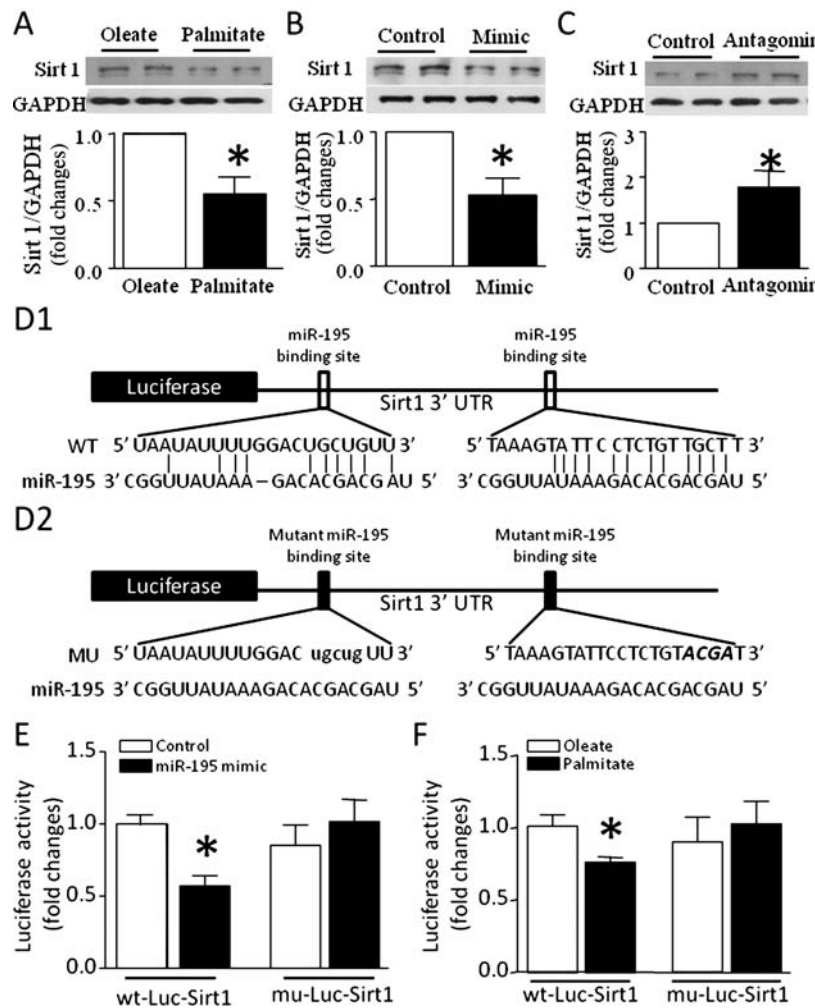 A
Oleate Palmitate
Sirt 1
GAPDH
Sirt 1/GAPDH
(fold changes)
1.0
0.5
0.0
*
Oleate Palmitate
B
Control Mimic
Sirt 1
GAPDH
Sirt 1/GAPDH
(fold changes)
1.0
0.5
0.0
*
Control Mimic
C
Control Antagomin
Sirt 1
GAPDH
Sirt 1/GAPDH
(fold changes)
3
2
1
0
*
Control Antagomin
D1
miR-195
binding site
miR-195
binding site
Luciferase
Sirt1 3’ UTR
WT 5’ UAAUAUUUUGGACUGCUGUU 3’ 5’ TAAAGTATTCCTCTGTTGCTT 3’
miR-195 3’ CGGUUAUAAA–GACACGACGAU 5’ 3’ CGGUUAUAAAGACACGACGAU 5’
D2
Mutant miR-195
binding site
Mutant miR-195
binding site
Luciferase
Sirt1 3’ UTR
MU 5’ UAAUAUUUUGGAC ugcugUU 3’ 5’ TAAAGTATTCCTCTGTACGAT 3’
miR-195 3’ CGGUUAUAAAGACACGACGAU 5’ 3’ CGGUUAUAAAGACACGACGAU 5’
E
Control
miR-195 mimic
Luciferase activity
(fold changes)
1.5
1.0
0.5
0.0
*
wt-Luc-Sirt1 mu-Luc-Sirt1
F
Oleate
Palmitate
Luciferase activity
(fold changes)
1.5
1.0
0.5
0.0
*
wt-Luc-Sirt1 mu-Luc-Sirt1